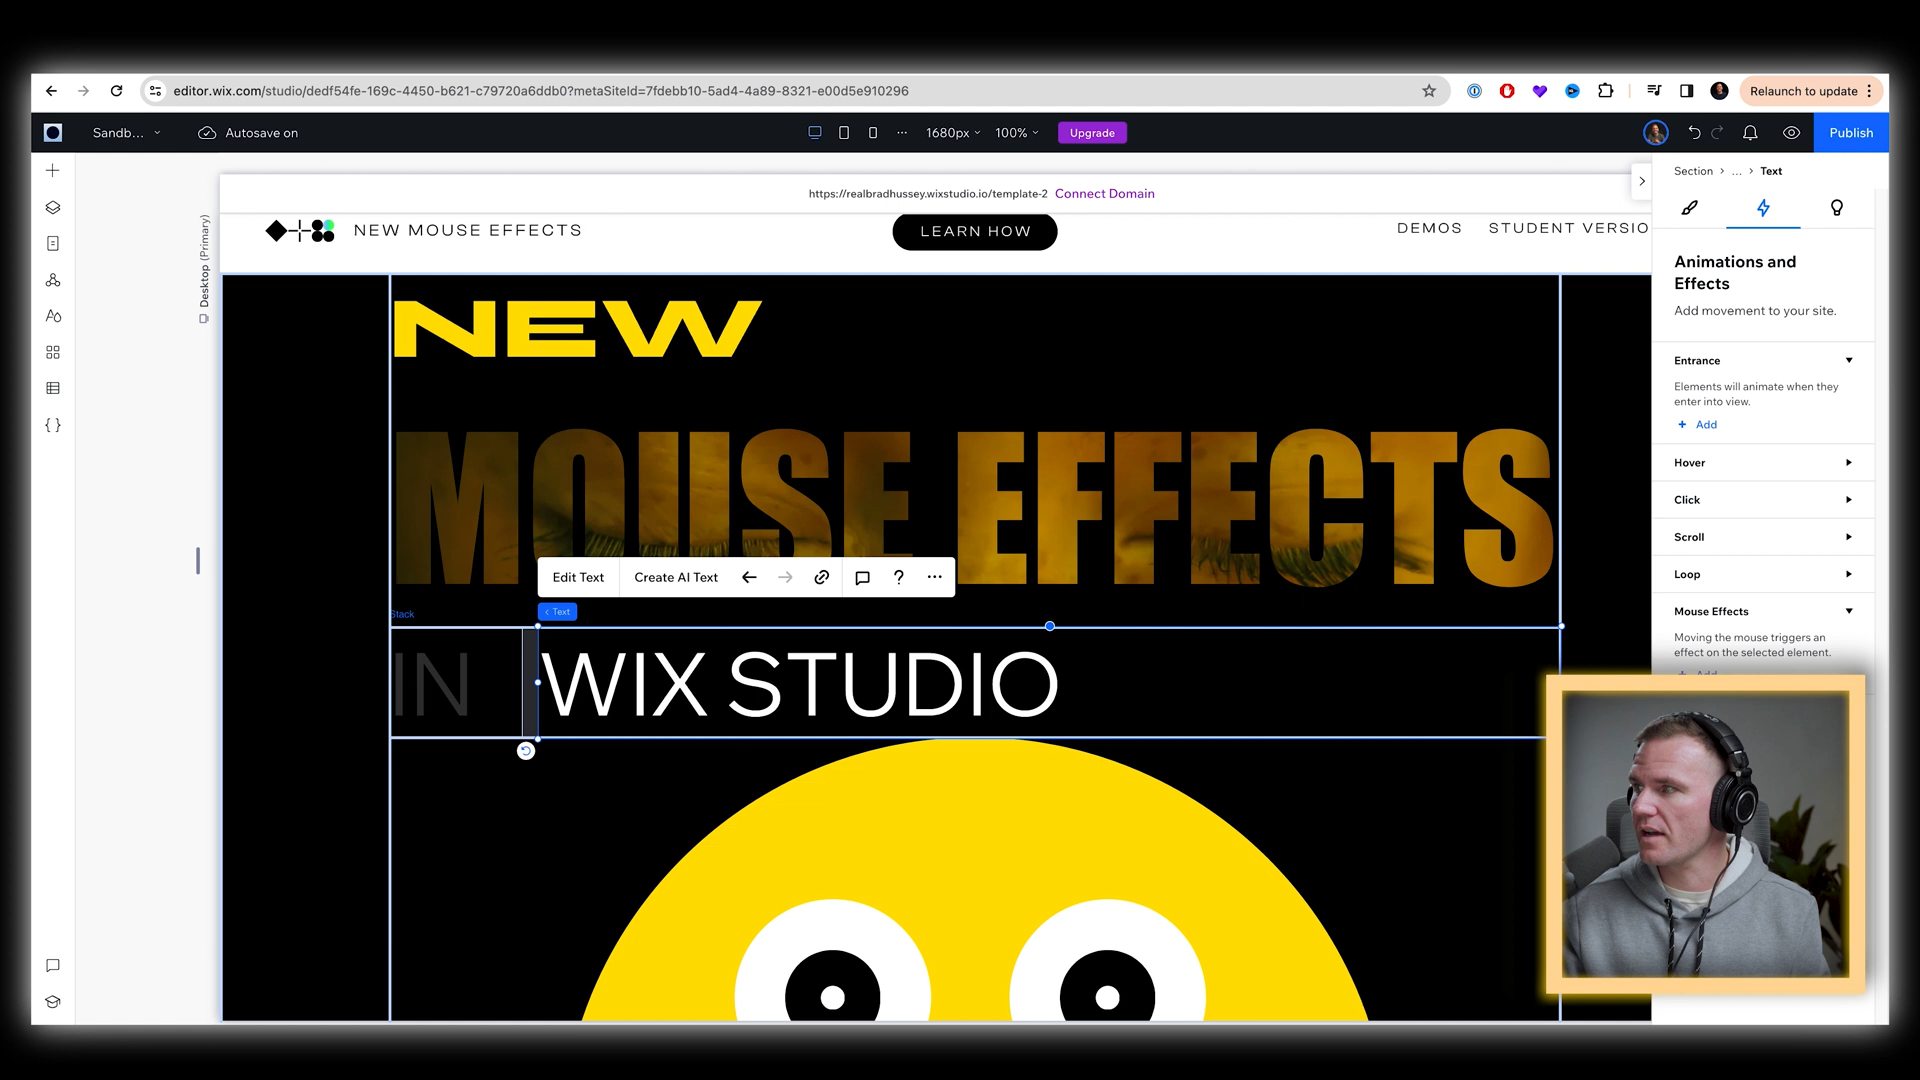 editor.wix.com/studio/dedf54fe-169c-4450-b621-c79720a6ddb0?metaSiteId=7fdebb10-5ad4-4a89-8321-e00d5e910296
Relaunch to update
Sandb...
Autosave on
1680px
100%
Upgrade
Publish
https://realbradhussey.wixstudio.io/template-2 Connect Domain
Desktop (Primary)
NEW MOUSE EFFECTS
LEARN HOW
DEMOS
STUDENT VERSIO
NEW
MOUSE EFFECTS
Edit Text
Create AI Text
?
Stack
< Text
IN
WIX STUDIO
Section > ... > Text
Animations and
Effects
Add movement to your site.
Entrance
Elements will animate when they
enter into view.
+ Add
Hover
Click
Scroll
Loop
Mouse Effects
Moving the mouse triggers an
effect on the selected element.
+ Add